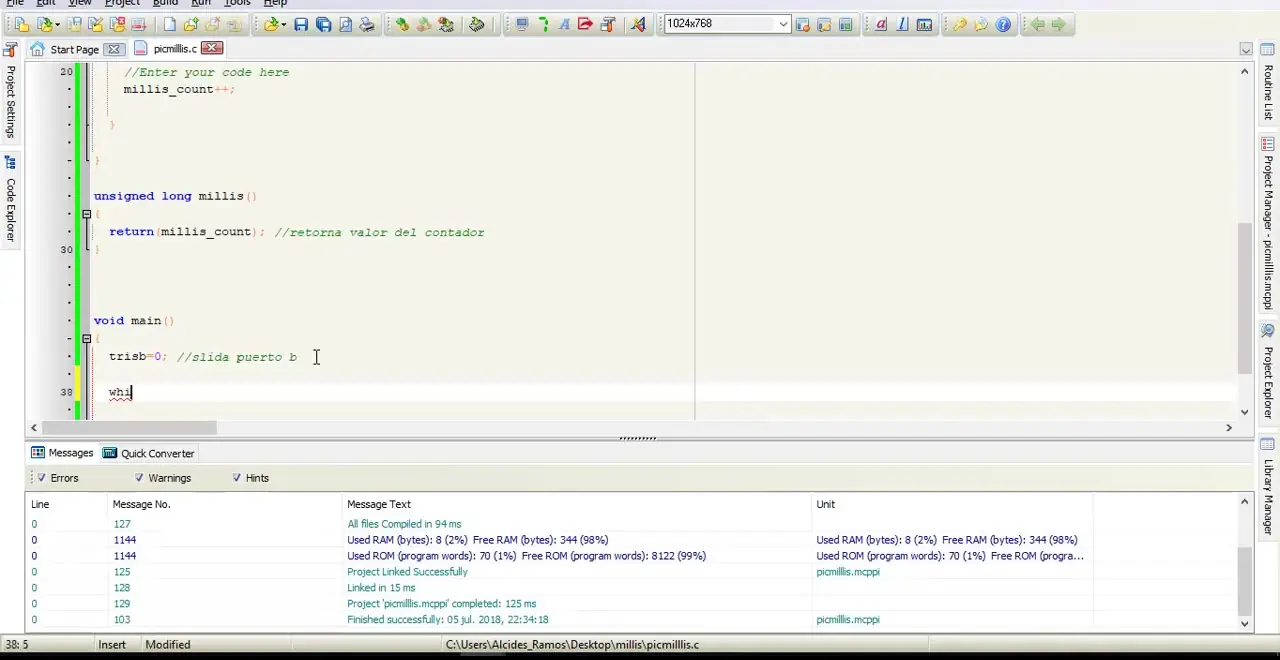 File Edit View Project Build Run Tools Help
1024x768
Start Page picmillis.c
20 //Enter your code here
millis_count++;
}
}
unsigned long millis()
{
return(millis_count); //retorna valor del contador
30 }
void main()
{
trisb=0; //slida puerto b
38 whi
Project Settings
Code Explorer
Routine List
Project Manager - picmillis.mcppi
Project Explorer
Library Manager
Messages Quick Converter
Errors Warnings Hints
Line Message No. Message Text Unit
0 127 All files Compiled in 94 ms
0 1144 Used RAM (bytes): 8 (2%) Free RAM (bytes): 344 (98%) Used RAM (bytes): 8 (2%) Free RAM (bytes): 344 (98%)
0 1144 Used ROM (program words): 70 (1%) Free ROM (program words): 8122 (99%) Used ROM (program words): 70 (1%) Free ROM (progra...
0 125 Project Linked Successfully picmilllis.mcppi
0 128 Linked in 15 ms
0 129 Project 'picmilllis.mcppi' completed: 125 ms
0 103 Finished successfully: 05 jul. 2018, 22:34:18 picmilllis.mcppi
38: 5 Insert Modified C:\Users\Alcides_Ramos\Desktop\millis\picmilllis.c